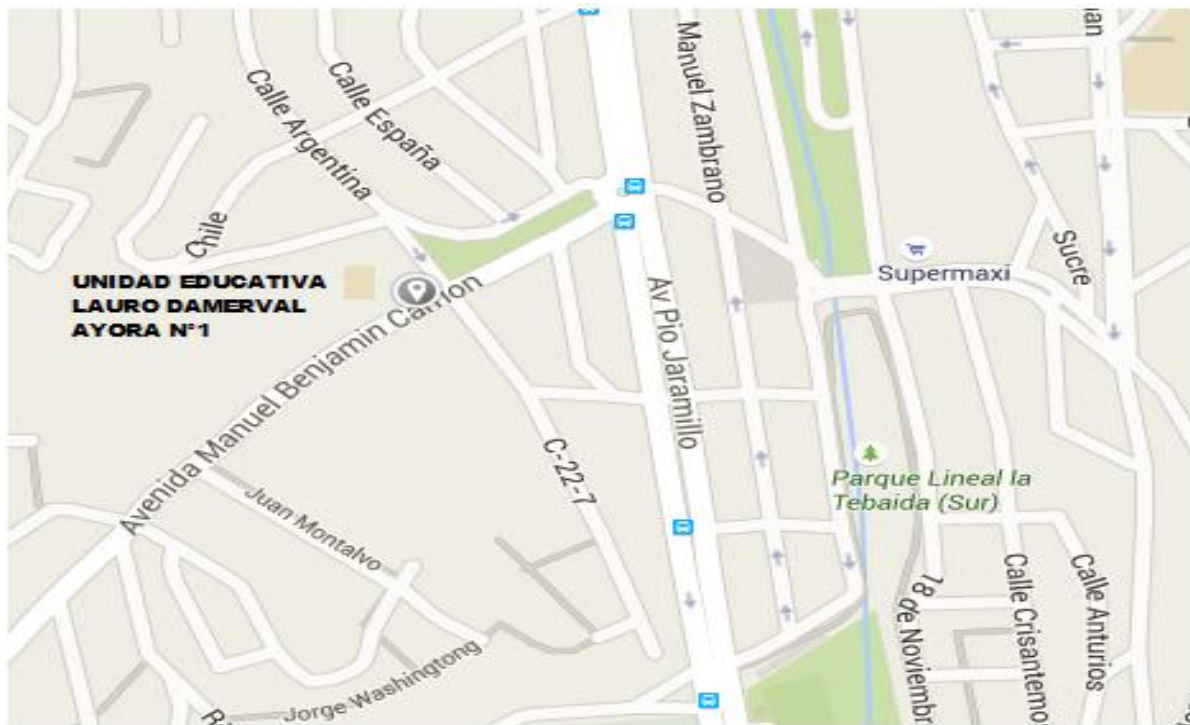 Manuel Zambrano
Calle España
Calle Argentina
Chile
Sucre
Supermaxi
UNIDAD EDUCATIVA
LAURO DAMERVAL
AYORA N°1
Avenida Manuel Benjamin Carrion
Av Pio Jaramillo
C-22-7
Parque Lineal la
Tebaida (Sur)
Juan Montalvo
18 de Noviembr
Calle Crisantemo
Calle Anturios
Jorge Washingtong